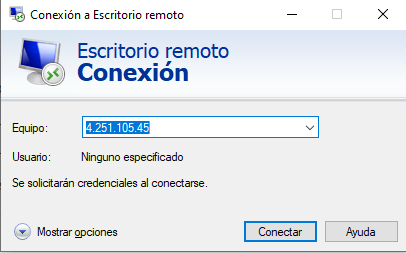 Conexión a Escritorio remoto
Escritorio remoto
Conexión
Equipo: 4.251.105.45
Usuario: Ninguno especificado
Se solicitarán credenciales al conectarse.
Mostrar opciones Conectar Ayuda